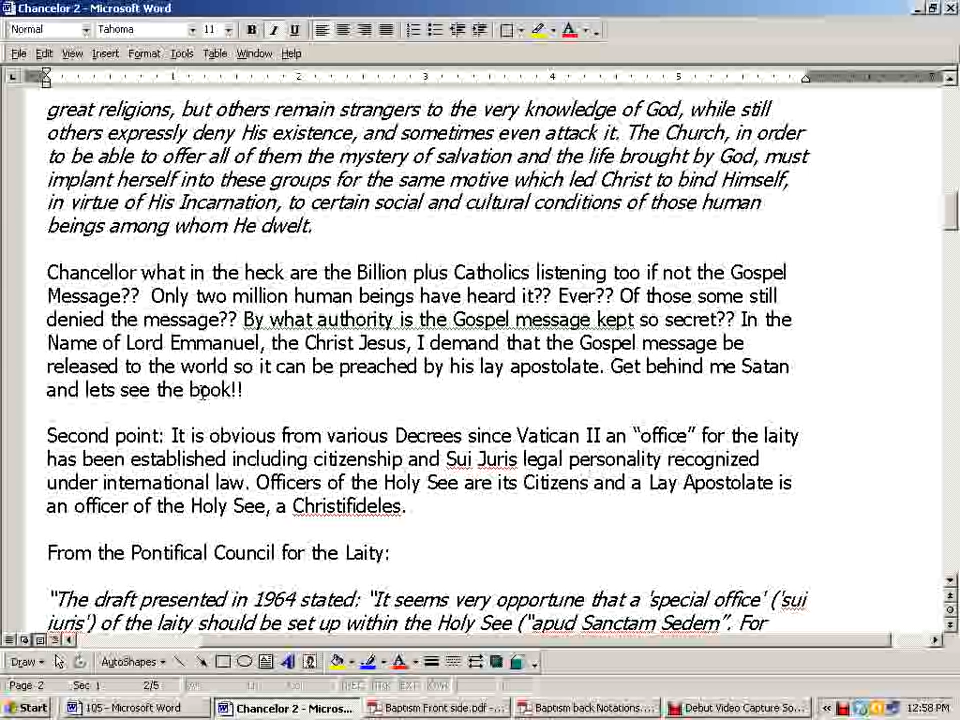 Chancelor 2 - Microsoft Word
Normal Tahoma 11 B I U
File Edit View Insert Format Tools Table Window Help
1 2 3 4 5 7
great religions, but others remain strangers to the very knowledge of God, while still
others expressly deny His existence, and sometimes even attack it. The Church, in order
to be able to offer all of them the mystery of salvation and the life brought by God, must
implant herself into these groups for the same motive which led Christ to bind Himself,
in virtue of His Incarnation, to certain social and cultural conditions of those human
beings among whom He dwelt.
Chancellor what in the heck are the Billion plus Catholics listening too if not the Gospel
Message??  Only two million human beings have heard it?? Ever?? Of those some still
denied the message?? By what authority is the Gospel message kept so secret?? In the
Name of Lord Emmanuel, the Christ Jesus, I demand that the Gospel message be
released to the world so it can be preached by his lay apostolate. Get behind me Satan
and lets see the book!!
Second point: It is obvious from various Decrees since Vatican II an “office” for the laity
has been established including citizenship and Sui Juris legal personality recognized
under international law. Officers of the Holy See are its Citizens and a Lay Apostolate is
an officer of the Holy See, a Christifideles.
From the Pontifical Council for the Laity:
"The draft presented in 1964 stated: “It seems very opportune that a 'special office' ('sui
iuris') of the laity should be set up within the Holy See (“apud Sanctam Sedem”. For
Draw AutoShapes
Page 2 Sec 1 2/5
Start 105 - Microsoft Word Chancelor 2 - Micros... Baptism Front side.pdf -... Baptism back Notations.... Debut Video Capture So... 12:58 PM